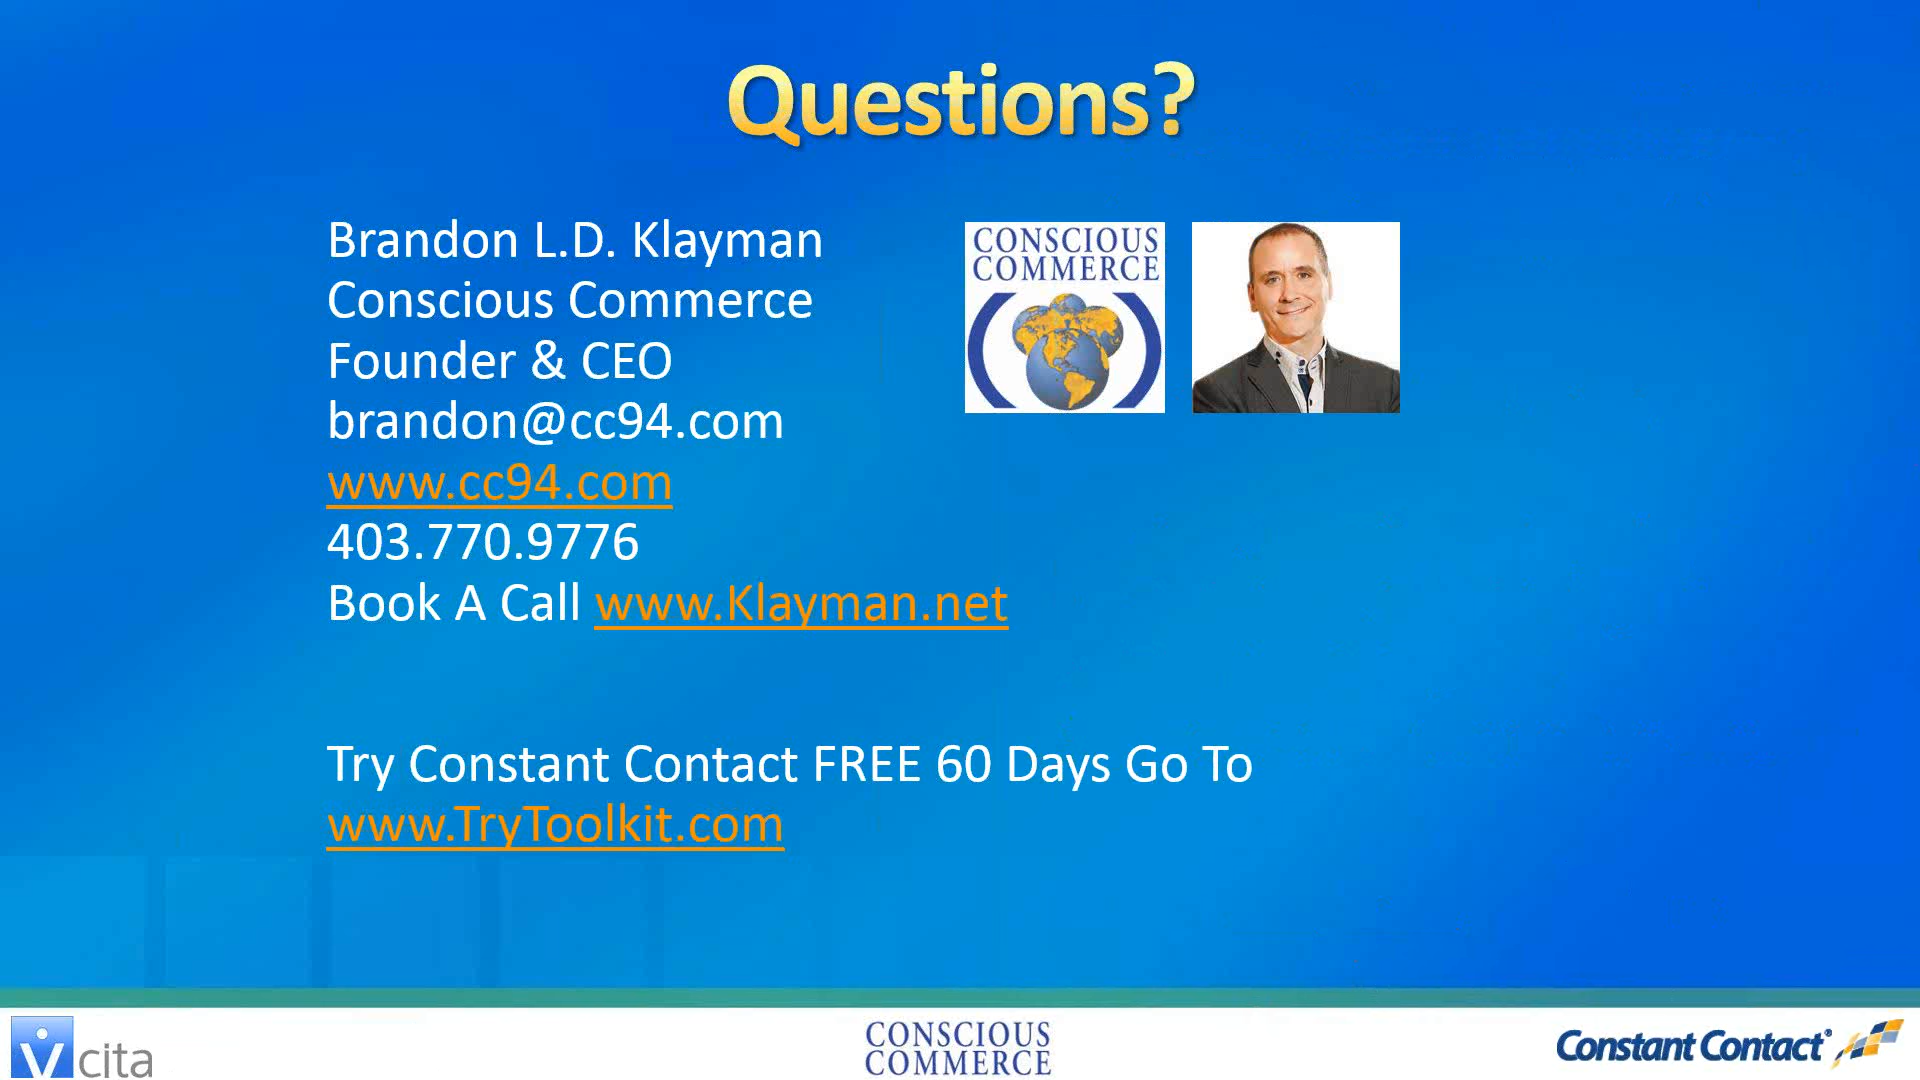 Questions?
Brandon L.D. Klayman
Conscious Commerce
Founder & CEO
brandon@cc94.com
www.cc94.com
403.770.9776
Book A Call www.Klayman.net
CONSCIOUS
COMMERCE
Try Constant Contact FREE 60 Days Go To
www.TryToolkit.com
vcita
CONSCIOUS
COMMERCE
Constant Contact®